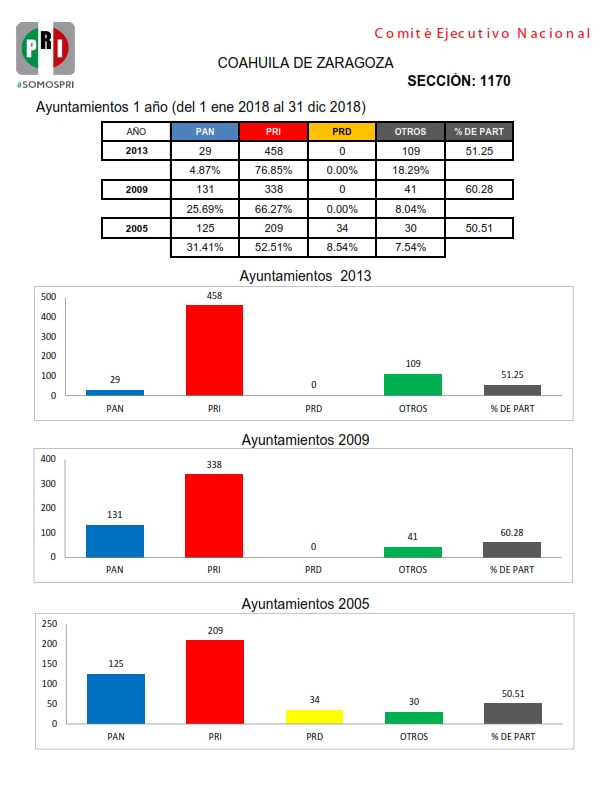 Comité Ejecutivo Nacional
PRI
#SOMOSPRI
COAHUILA DE ZARAGOZA
SECCIÓN: 1170
Ayuntamientos 1 año (del 1 ene 2018 al 31 dic 2018)
AÑO PAN PRI PRD OTROS % DE PART
2013 29 458 0 109 51.25
4.87% 76.85% 0.00% 18.29%
2009 131 338 0 41 60.28
25.69% 66.27% 0.00% 8.04%
2005 125 209 34 30 50.51
31.41% 52.51% 8.54% 7.54%
Ayuntamientos 2013
500
400
300
200
100
0
29 458 0 109 51.25
PAN PRI PRD OTROS % DE PART
Ayuntamientos 2009
400
300
200
100
0
131 338 0 41 60.28
PAN PRI PRD OTROS % DE PART
Ayuntamientos 2005
250
200
150
100
50
0
125 209 34 30 50.51
PAN PRI PRD OTROS % DE PART